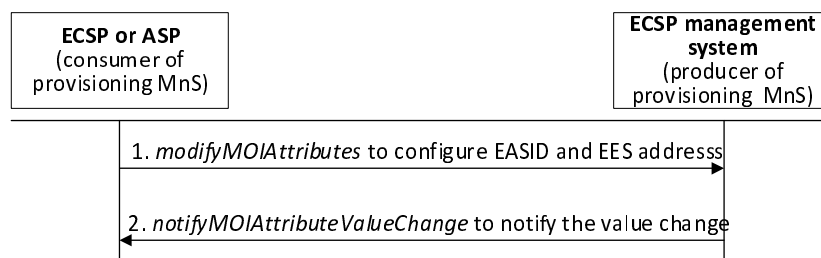 ECSP or ASP
(consumer of
provisioning MnS)
ECSP management
system
(producer of
provisioning MnS)
1. modifyMOIAttributes to configure EASID and EES addresss
2. notifyMOIAttributeValueChange to notify the value change